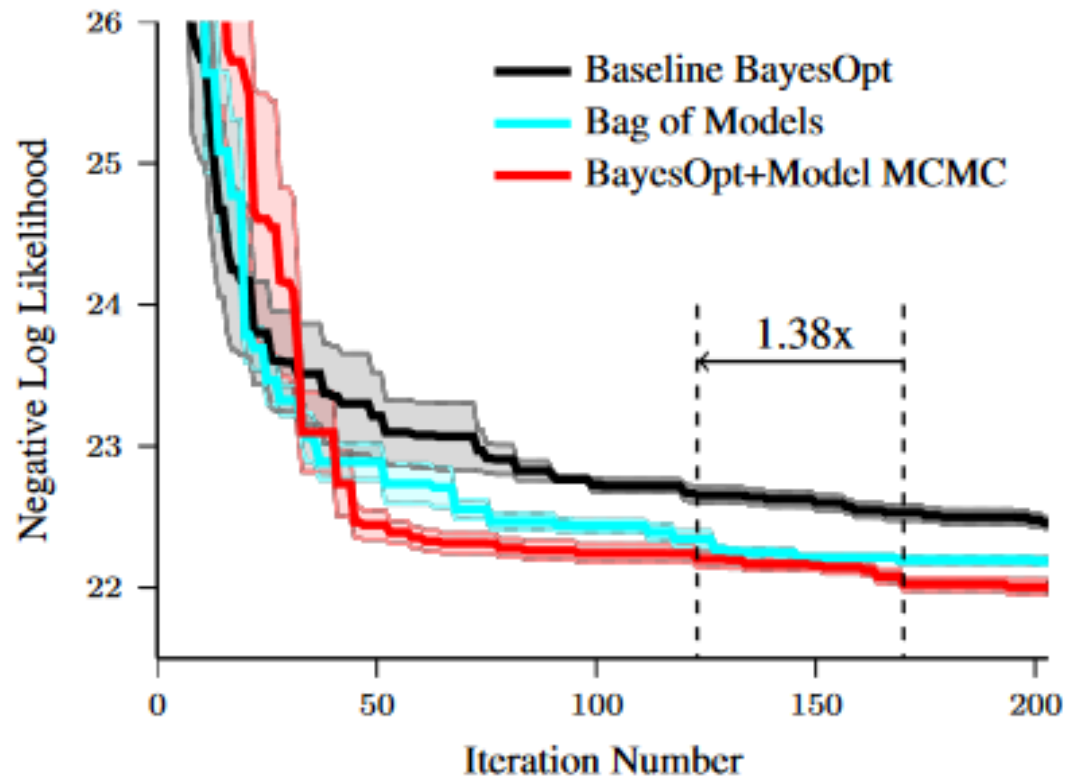 26
25
24
23
22
Negative Log Likelihood
Baseline BayesOpt
Bag of Models
BayesOpt+Model MCMC
1.38x
0 50 100 150 200
Iteration Number